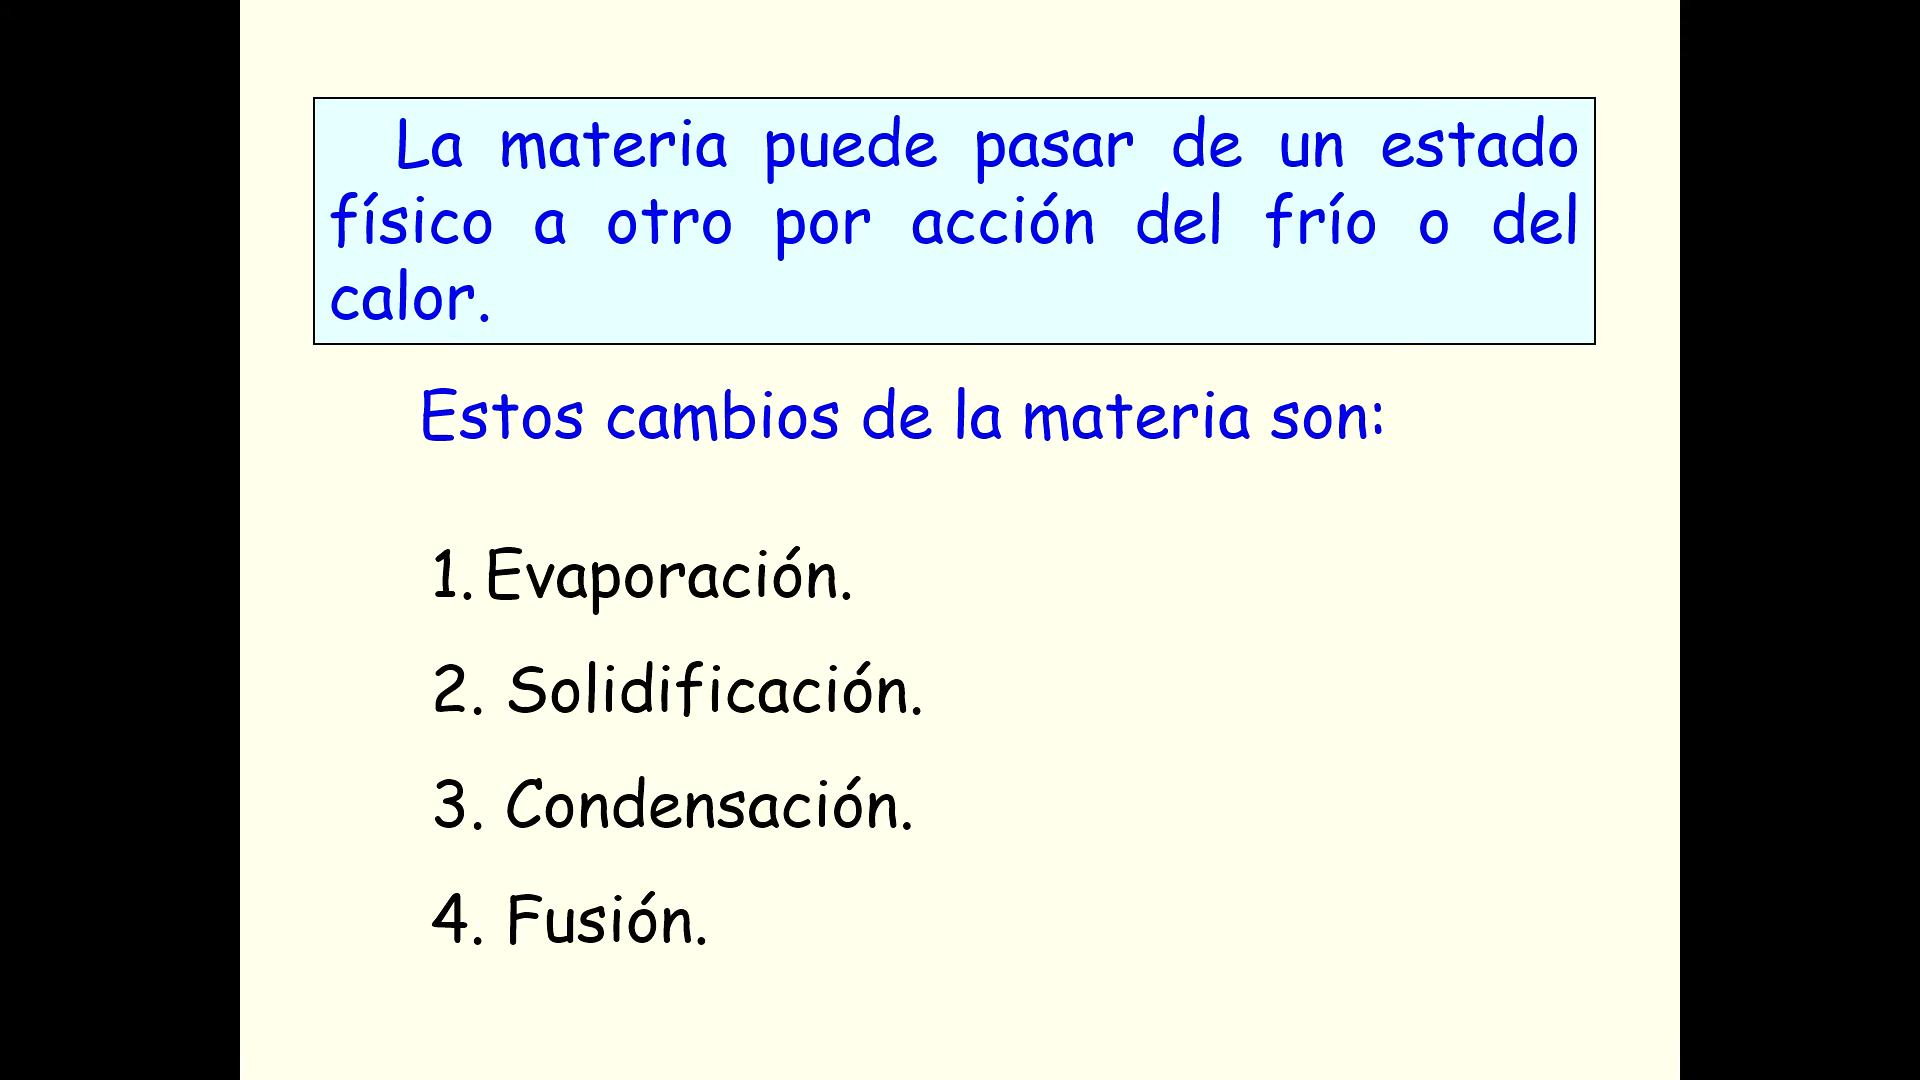 La materia puede pasar de un estado
físico a otro por acción del frío o del
calor.
Estos cambios de la materia son:
1. Evaporación.
2. Solidificación.
3. Condensación.
4. Fusión.